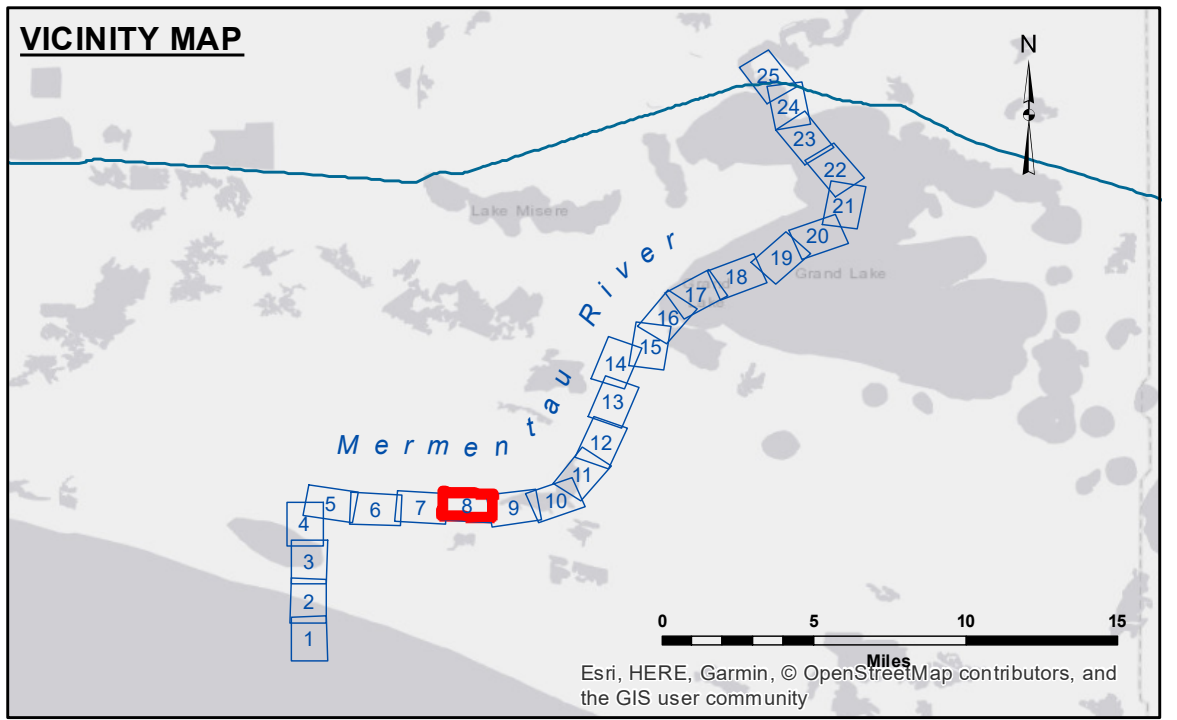 VICINITY MAP
N
25
24
23
22
21
20
19
18
17
16
15
14
13
12
11
10
9
8
7
6
5
4
3
2
1
Lake Misere
Grand Lake
Mermentau River
0 5 10 15
Miles
Esri, HERE, Garmin, © OpenStreetMap contributors, and
the GIS user community